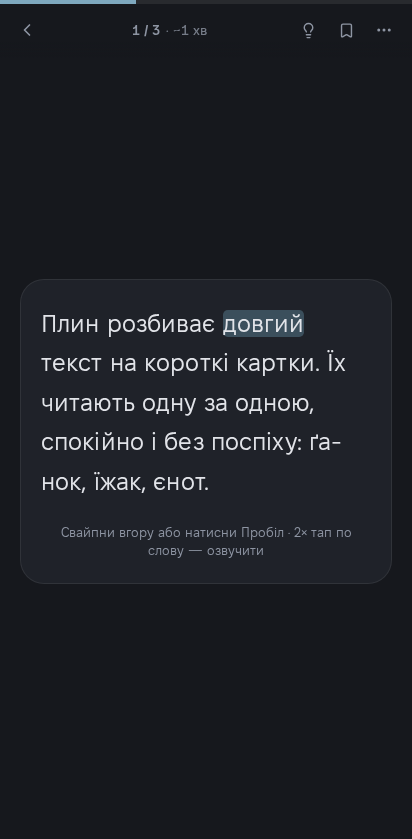 1 / 3 · ~1 хв
Плин розбиває довгий
текст на короткі картки. Їх
читають одну за одною,
спокійно і без поспіху: ґа-
нок, їжак, єнот.
Свайпни вгору або натисни Пробіл · 2× тап по
слову — озвучити